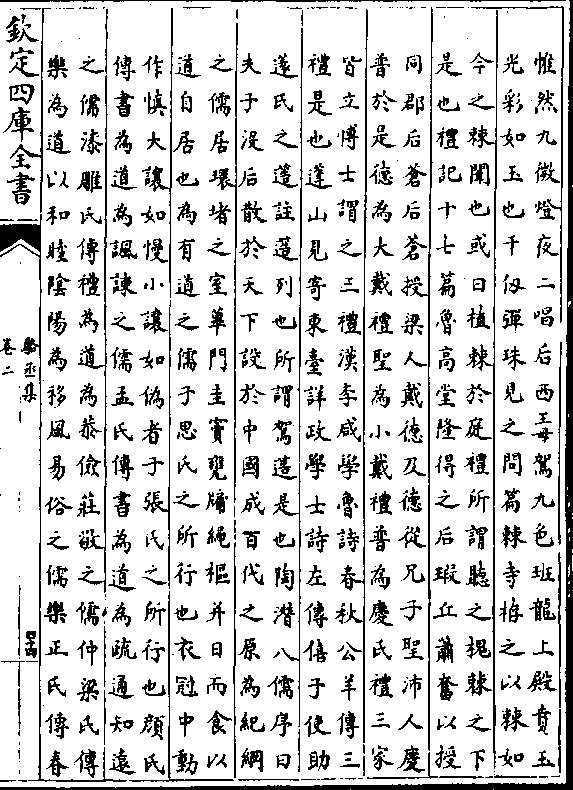 惟然九微燈夜二唱后西王母駕九色班龍上殿賁玉
光彩如玉也千仭彈珠見之問篇棘寺掊之以棘如
今之棘闈也或曰植棘於庭禮所謂聽之槐棘之下
是也禮記十七篇魯高堂隆得之后瑕丘蕭奮以授
同郡后蒼后蒼授梁人戴德及德從兄子聖沛人慶
普於是德為大戴禮聖為小戴禮普為慶氏禮三家
皆立博士謂之三禮漢李咸學魯詩春秋公羊傳三
禮是也蓬山見寄東臺詳政學士詩左傳僖子使助
薳氏之簉註簉列也所謂駕簉是也陶潛八儒序曰
夫子没后散於天下設於中國成百代之原為紀綱
之儒居環堵之室蓽門圭竇甕牖繩樞并日而食以
道自居也為有道之儒子思氏之所行也衣冠中動
作慎大讓如慢小讓如偽者子張氏之所行也顔氏
傳書為道為諷諫之儒孟氏傳書為道為疏通知遠
之儒漆雕氏傳禮為道為恭儉莊敬之儒仲梁氏傳
樂為道以和睦陰陽為移風易俗之儒樂正氏傳春
欽定四庫全書
駱丞集
卷二